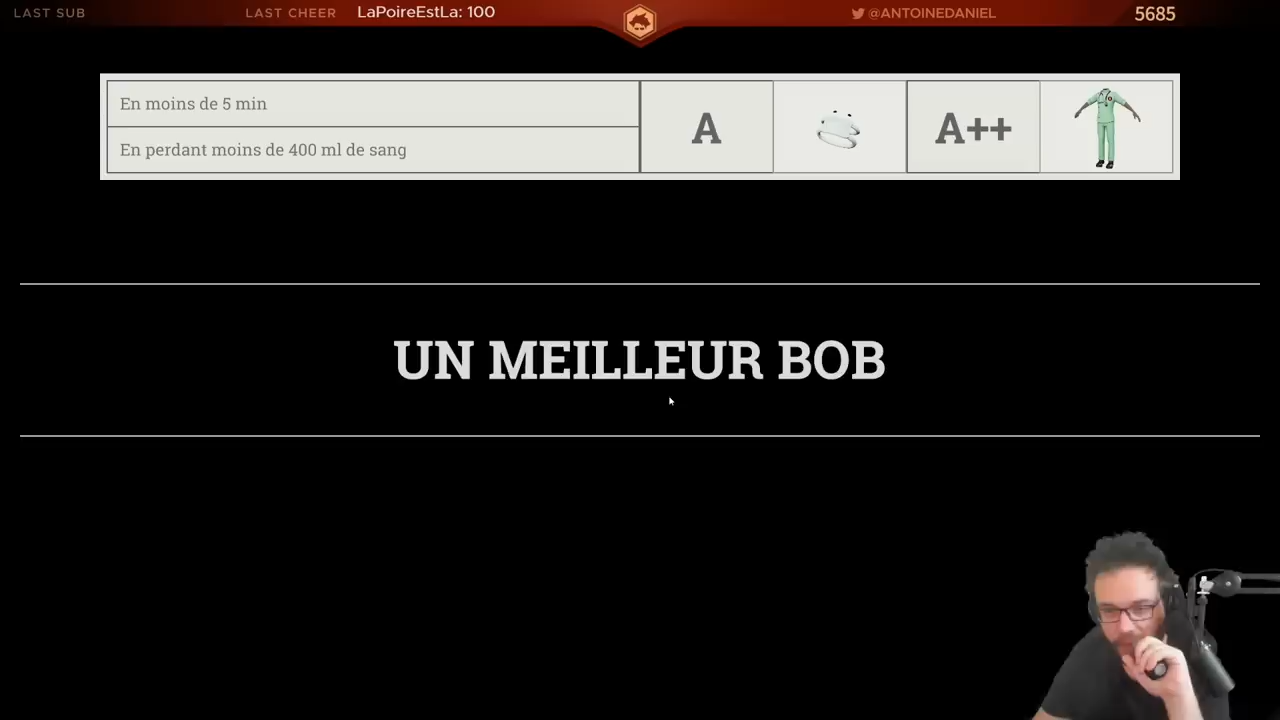 LAST SUB
LAST CHEER LaPoireEstLa: 100
@ANTOINEDANIEL
5685
En moins de 5 min
En perdant moins de 400 ml de sang
A
A++
UN MEILLEUR BOB